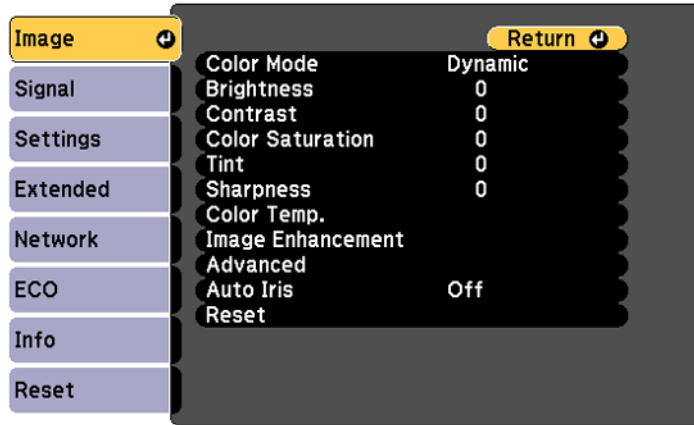 Image
Signal
Settings
Extended
Network
ECO
Info
Reset
Return
Color Mode Dynamic
Brightness 0
Contrast 0
Color Saturation 0
Tint 0
Sharpness 0
Color Temp.
Image Enhancement
Advanced
Auto Iris Off
Reset